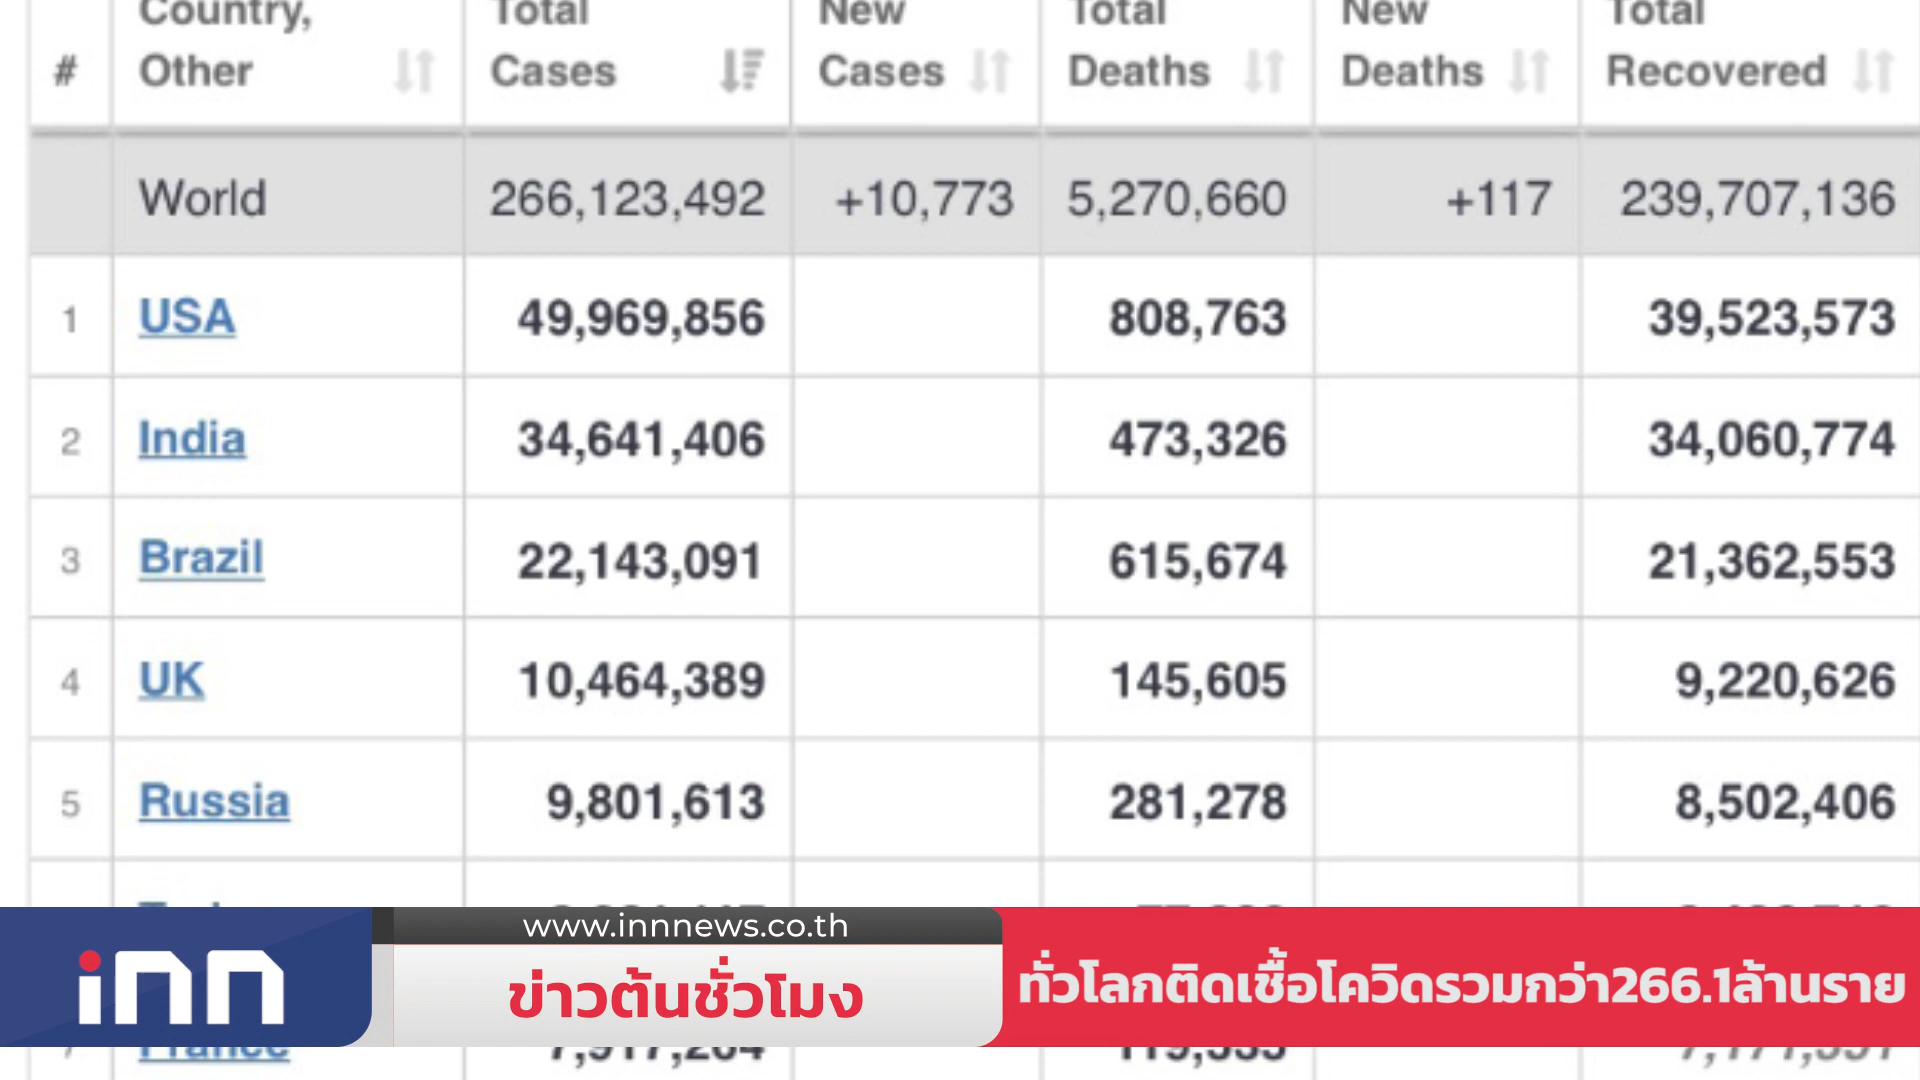 # Country, Other Total Cases New Cases Total Deaths New Deaths Total Recovered
World 266,123,492 +10,773 5,270,660 +117 239,707,136
1 USA 49,969,856 808,763 39,523,573
2 India 34,641,406 473,326 34,060,774
3 Brazil 22,143,091 615,674 21,362,553
4 UK 10,464,389 145,605 9,220,626
5 Russia 9,801,613 281,278 8,502,406
www.innnews.co.th
inn
ข่าวต้นชั่วโมง
ทั่วโลกติดเชื้อโควิดรวมกว่า266.1ล้านราย
France